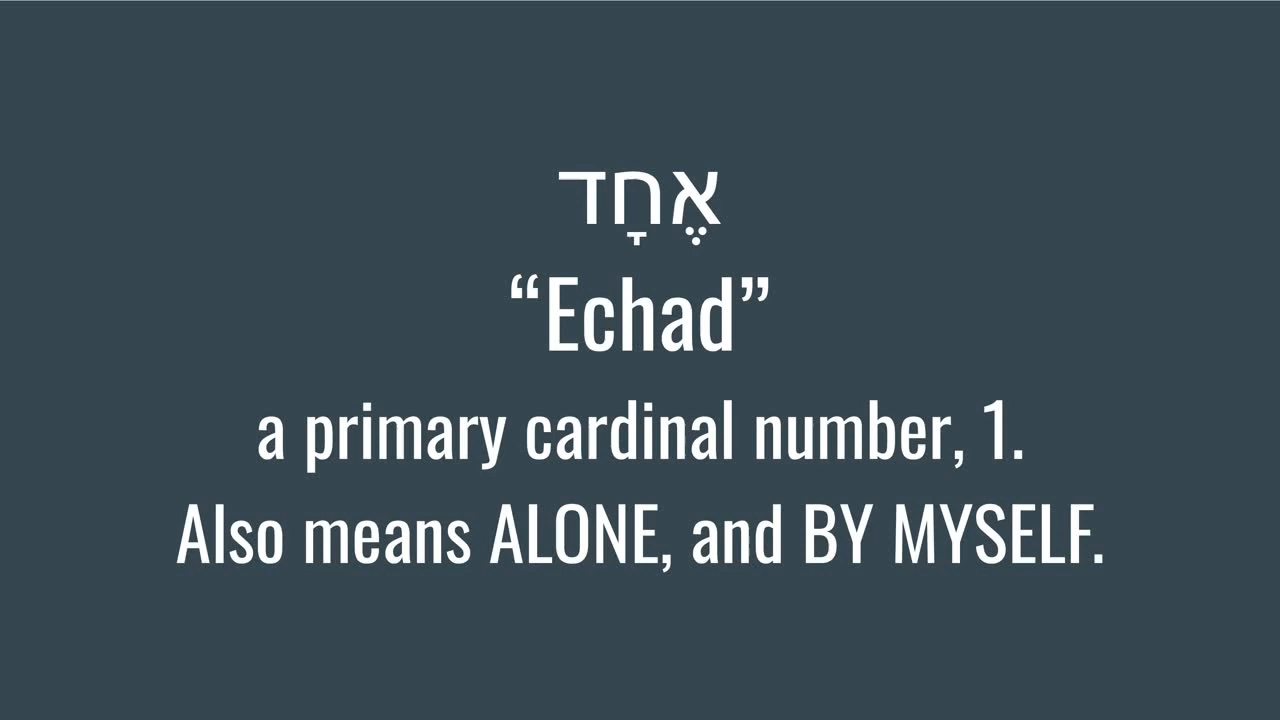 אֶחָד
“Echad”
a primary cardinal number, 1.
Also means ALONE, and BY MYSELF.